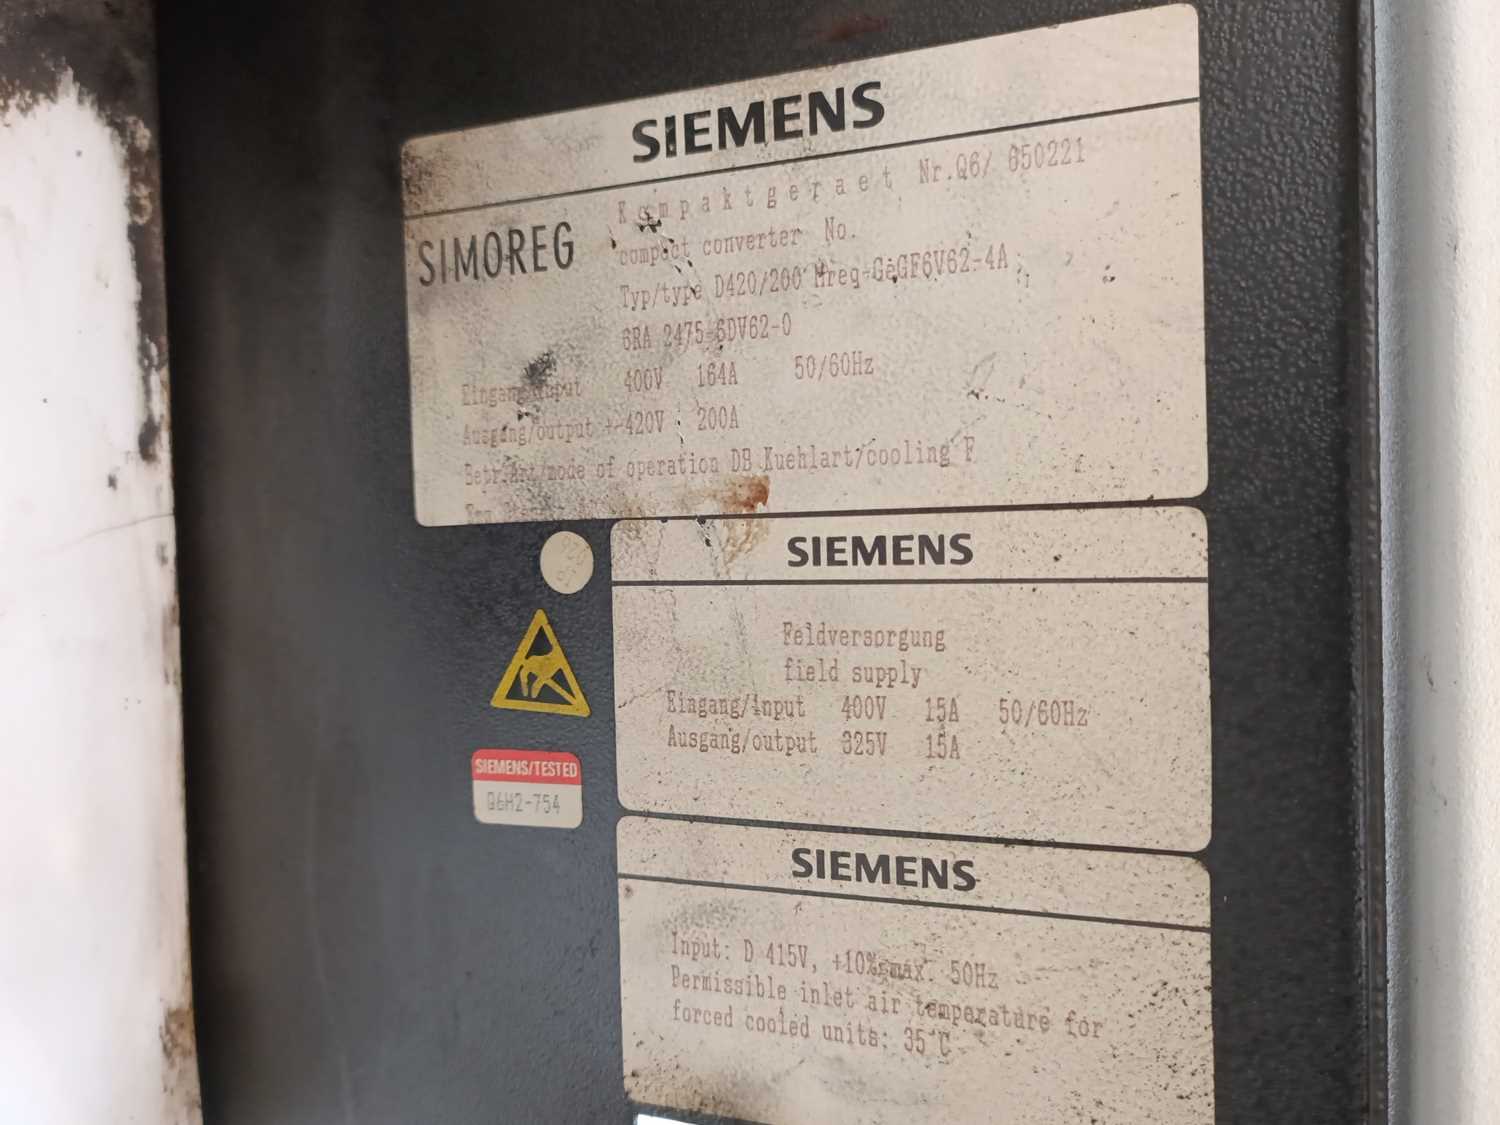 SIEMENS
SIMOREG
Kompaktgeraet Nr.Q6/ 650221
compact converter No.
Typ/type D420/200 Mreq-GeGF6V62-4A
6RA 2475-6DV62-0
Eingang/input 400V 164A 50/60Hz
Ausgang/output +-420V 200A
Betr.Art/mode of operation DB Kuehlart/cooling F
SIEMENS
Feldversorgung
field supply
Eingang/input 400V 15A 50/60Hz
Ausgang/output 325V 15A
SIEMENS/TESTED
Q6H2-754
SIEMENS
Input: D 415V, +10% max. 50Hz
Permissible inlet air temperature for
forced cooled units: 35°C